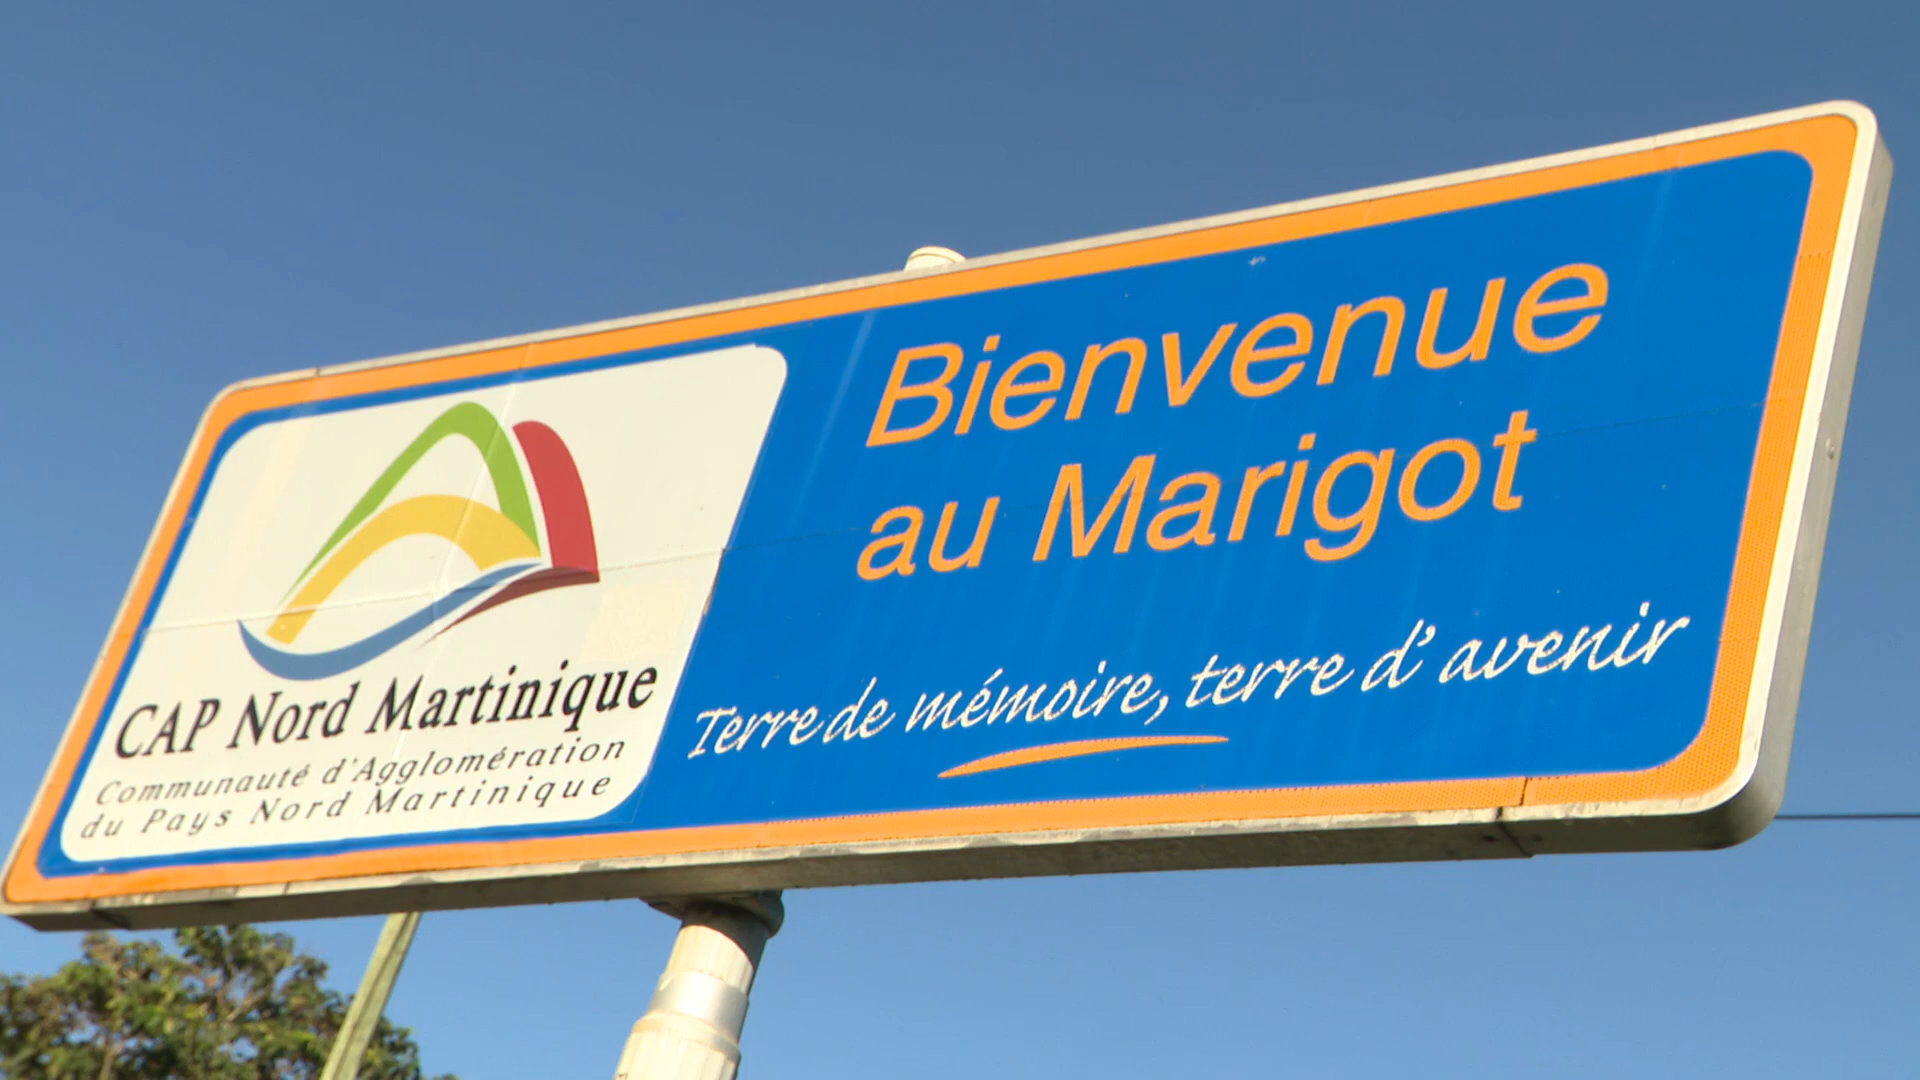 CAP Nord Martinique
Communauté d'Agglomération
du Pays Nord Martinique
Bienvenue
au Marigot
Terre de mémoire, terre d'avenir